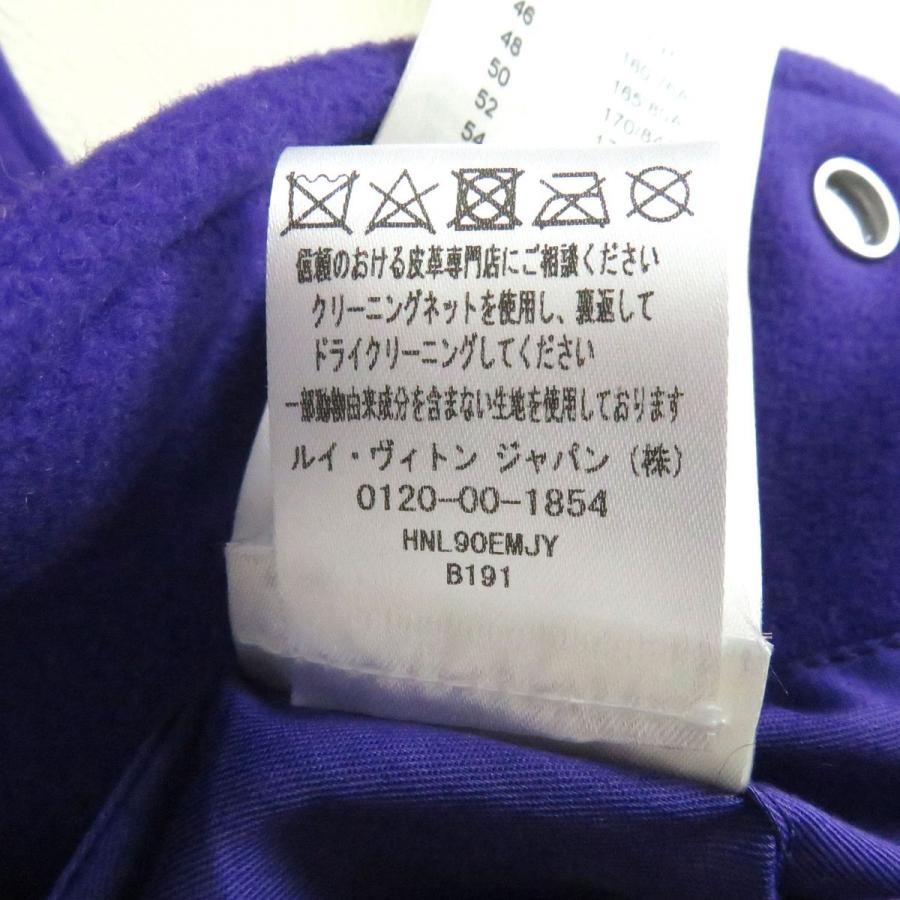 46
48
50
52
54
165/80A
170/84
信頼のおける皮革専門店にご相談ください
クリーニングネットを使用し、裏返して
ドライクリーニングしてください
一部動物由来成分を含まない生地を使用しております
ルイ・ヴィトン ジャパン（株）
0120-00-1854
HNL90EMJY
B191